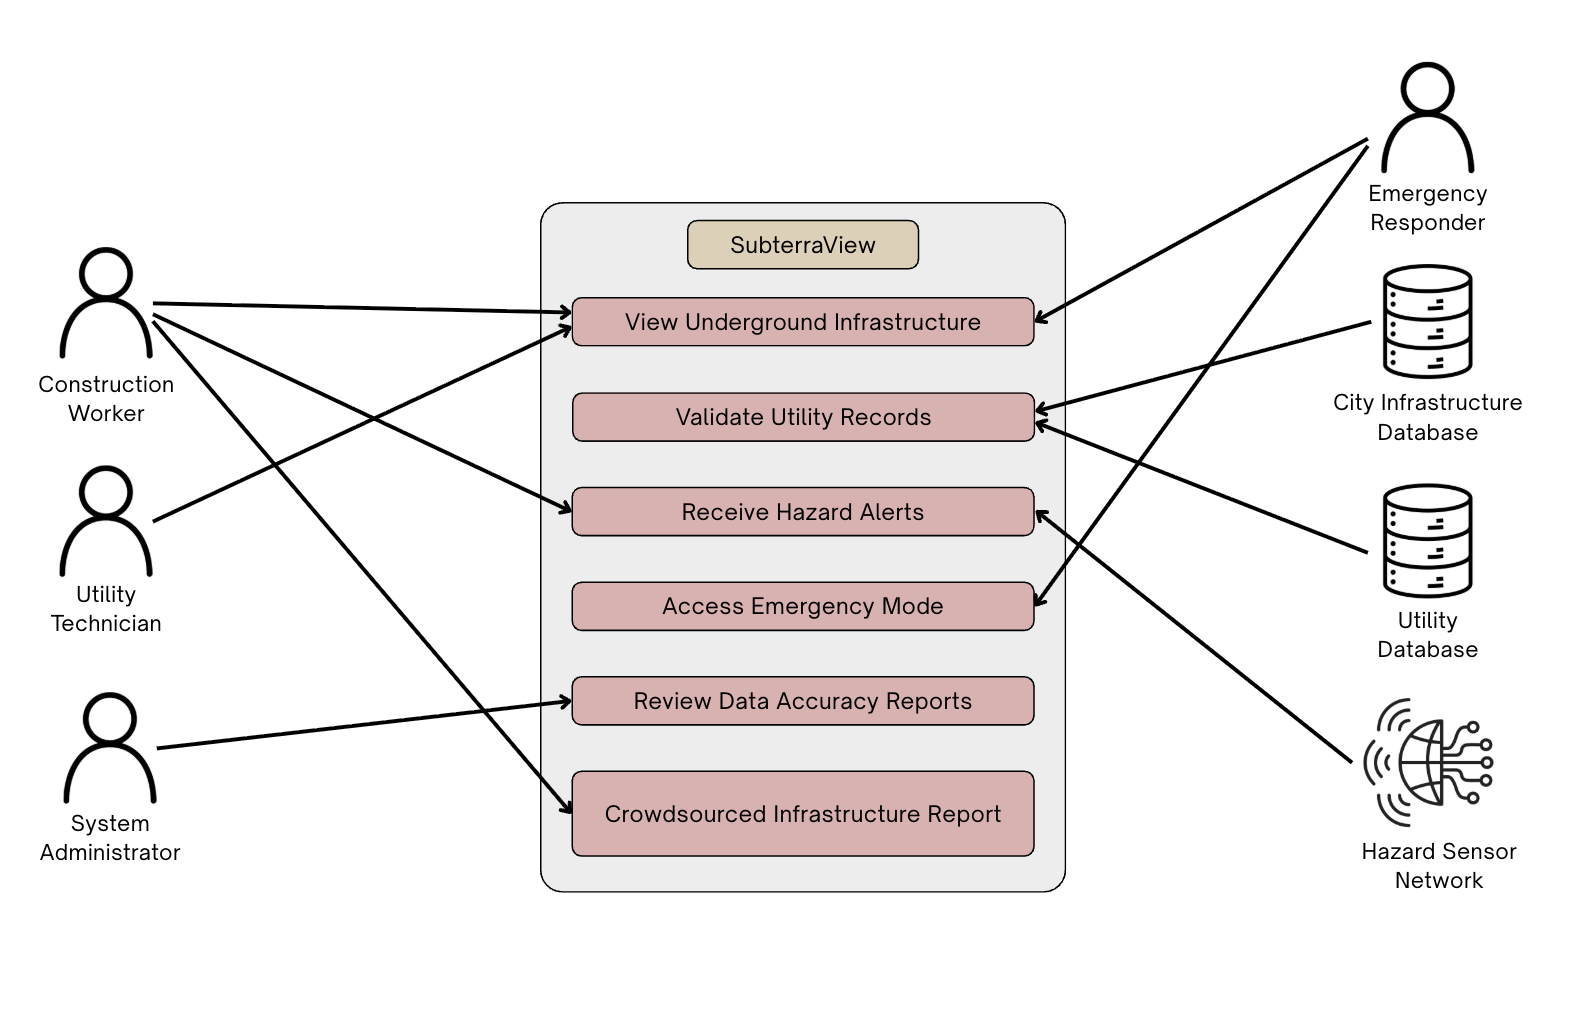 Construction
Worker
Utility
Technician
System
Administrator
SubterraView
View Underground Infrastructure
Validate Utility Records
Receive Hazard Alerts
Access Emergency Mode
Review Data Accuracy Reports
Crowdsourced Infrastructure Report
Emergency
Responder
City Infrastructure
Database
Utility
Database
Hazard Sensor
Network